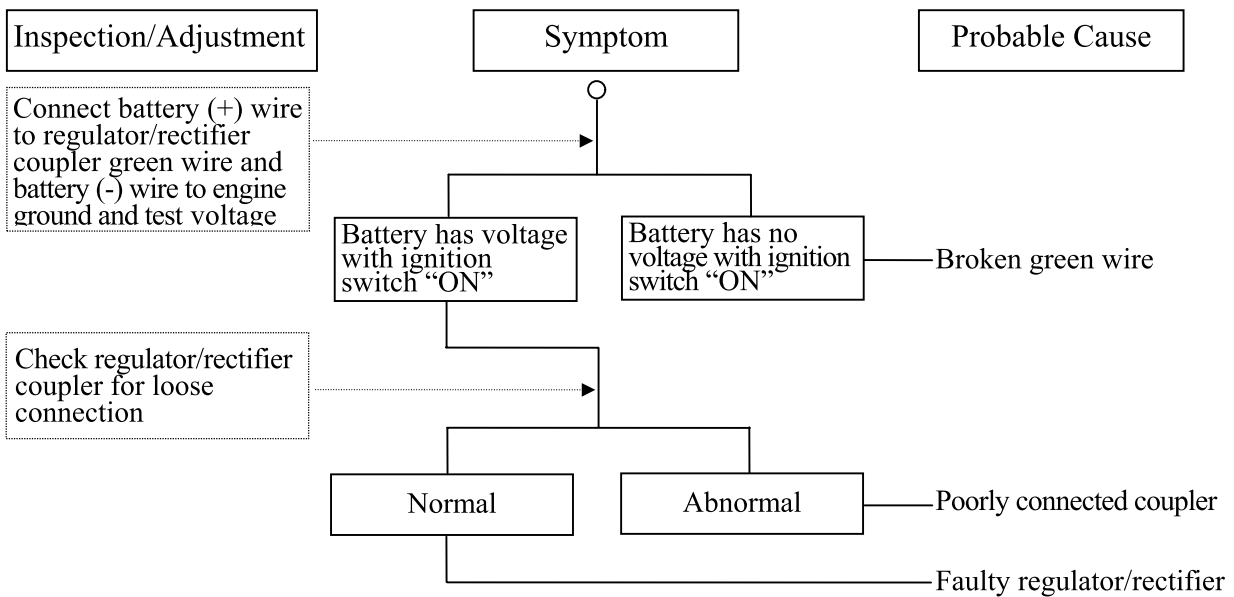 Inspection/Adjustment
Symptom
Probable Cause
Connect battery (+) wire
to regulator/rectifier
coupler green wire and
battery (-) wire to engine
ground and test voltage
Battery has voltage
with ignition
switch “ON”
Battery has no
voltage with ignition
switch “ON”
Broken green wire
Check regulator/rectifier
coupler for loose
connection
Normal
Abnormal
Poorly connected coupler
Faulty regulator/rectifier